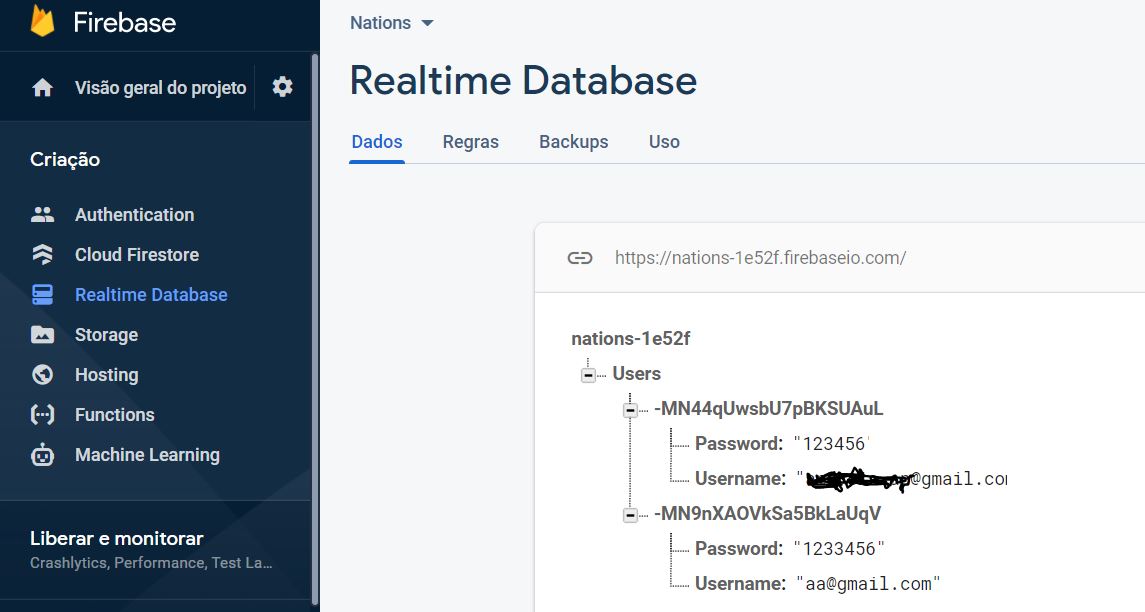 Firebase
Visão geral do projeto
Criação
Authentication
Cloud Firestore
Realtime Database
Storage
Hosting
Functions
Machine Learning
Liberar e monitorar
Crashlytics, Performance, Test La...
Nations
Realtime Database
Dados Regras Backups Uso
https://nations-1e52f.firebaseio.com/
nations-1e52f
Users
-MN44qUwsbU7pBKSUAuL
Password: "123456'
Username: "@gmail.co
-MN9nXAOVkSa5BkLaUqV
Password: "1233456"
Username: "aa@gmail.com"